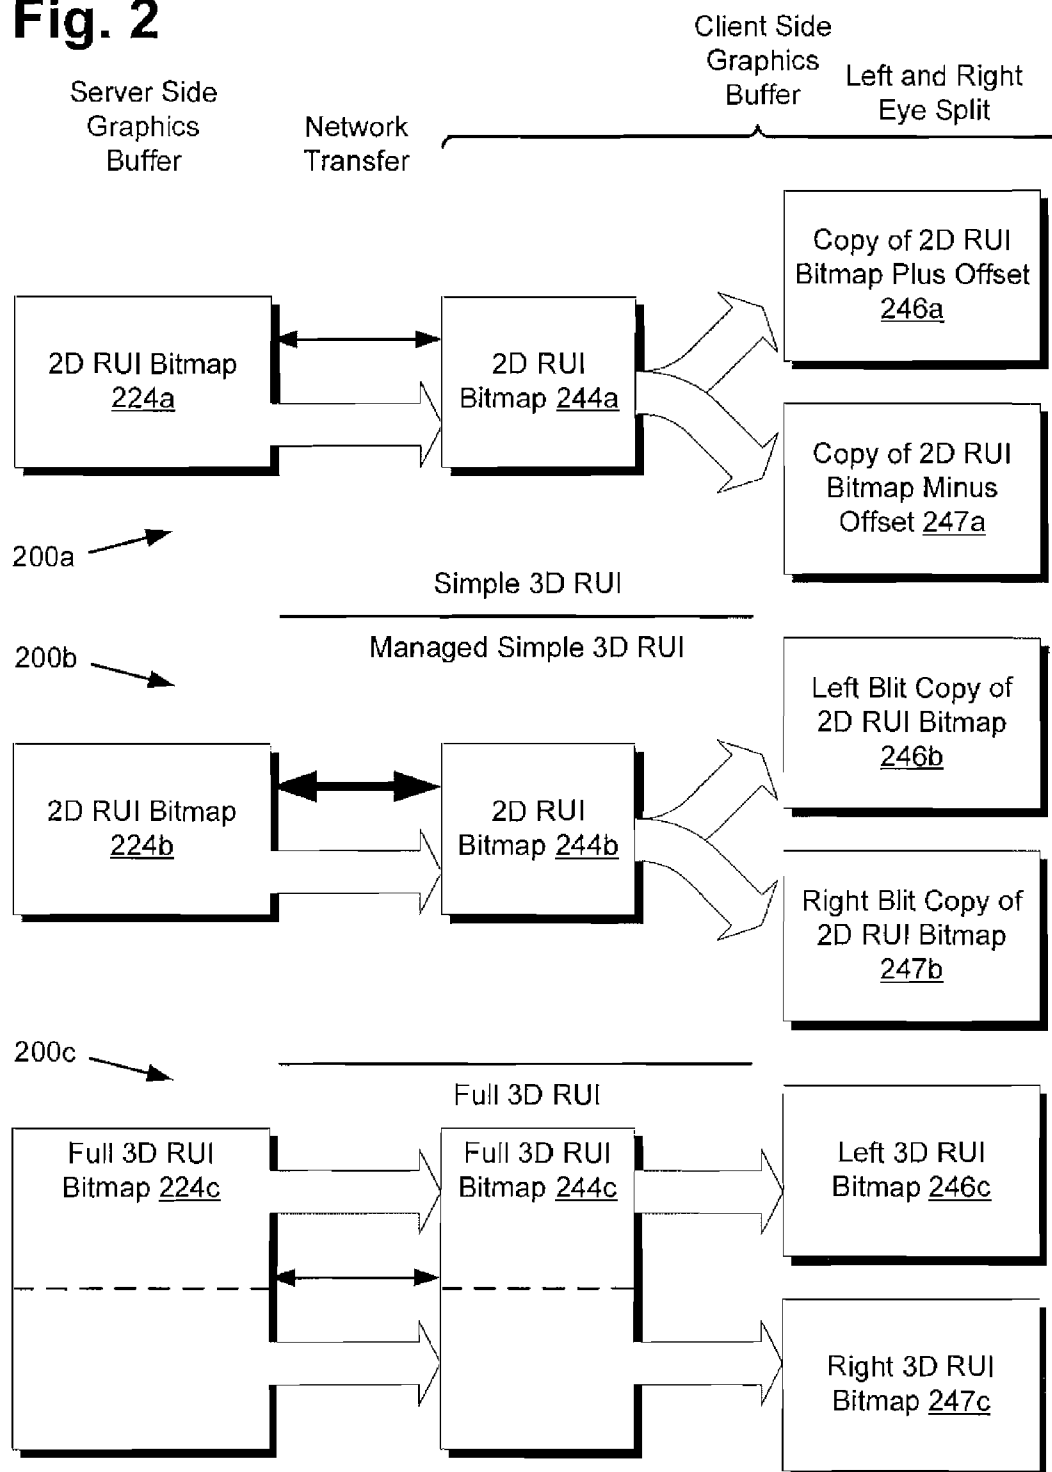 Fig. 2
Server Side
Graphics
Buffer
Network
Transfer
Client Side
Graphics
Buffer
Left and Right
Eye Split
2D RUI Bitmap
224a
2D RUI
Bitmap 244a
Copy of 2D RUI
Bitmap Plus Offset
246a
Copy of 2D RUI
Bitmap Minus
Offset 247a
200a
Simple 3D RUI
Managed Simple 3D RUI
200b
2D RUI Bitmap
224b
2D RUI
Bitmap 244b
Left Blit Copy of
2D RUI Bitmap
246b
Right Blit Copy of
2D RUI Bitmap
247b
200c
Full 3D RUI
Full 3D RUI
Bitmap 224c
Full 3D RUI
Bitmap 244c
Left 3D RUI
Bitmap 246c
Right 3D RUI
Bitmap 247c